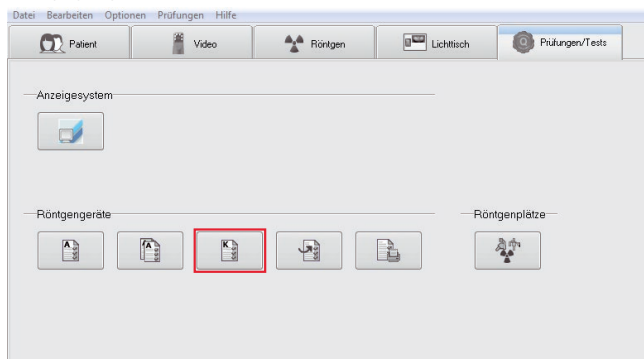 Datei Bearbeiten Optionen Prüfungen Hilfe
Patient Video Röntgen Lichttisch Prüfungen/Tests
Anzeigesystem
Röntgengeräte Röntgenplätze
A A K